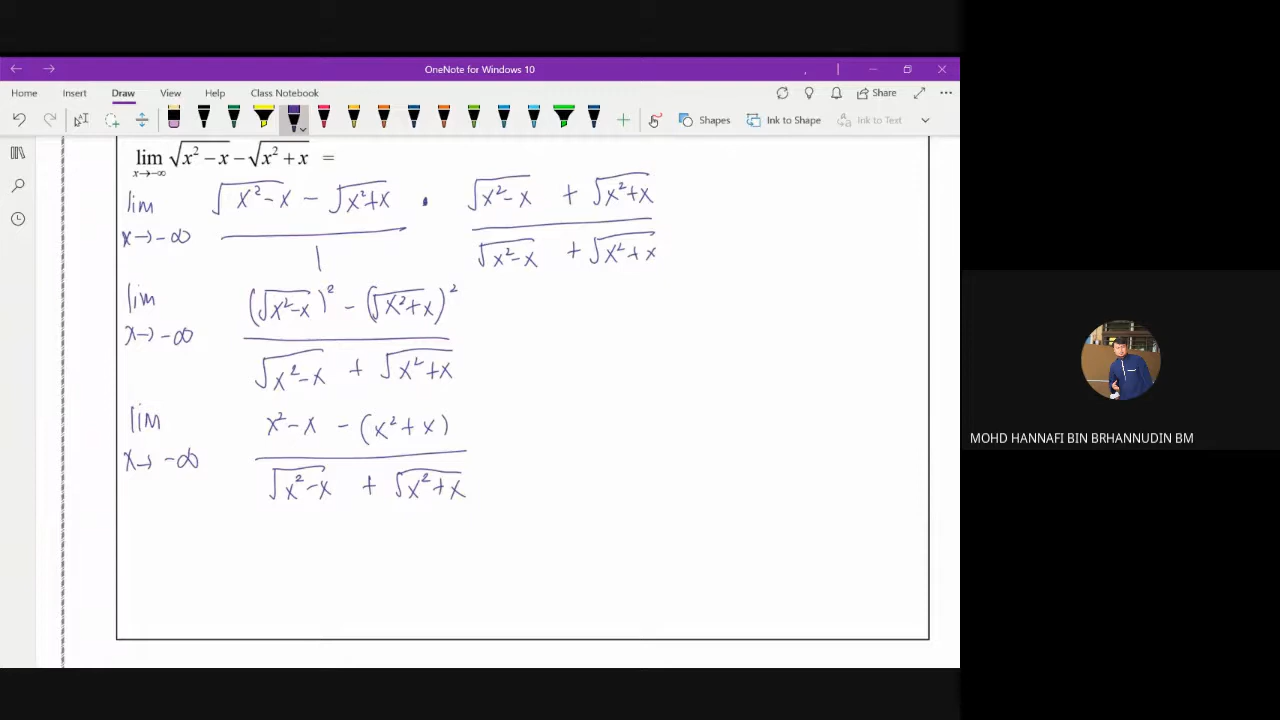 OneNote for Windows 10
Home Insert Draw View Help Class Notebook Share
Shapes Ink to Shape Ink to Text
lim x→-∞ √(x² − x) − √(x² + x) =
lim x→-∞ (√(x²-x) − √(x²+x)) / 1 · (√(x²-x) + √(x²+x)) / (√(x²-x) + √(x²+x))
lim x→-∞ ((√(x²-x))² − (√(x²+x))²) / (√(x²-x) + √(x²+x))
lim x→-∞ (x²-x − (x²+x)) / (√(x²-x) + √(x²+x))
MOHD HANNAFI BIN BRHANNUDIN BM